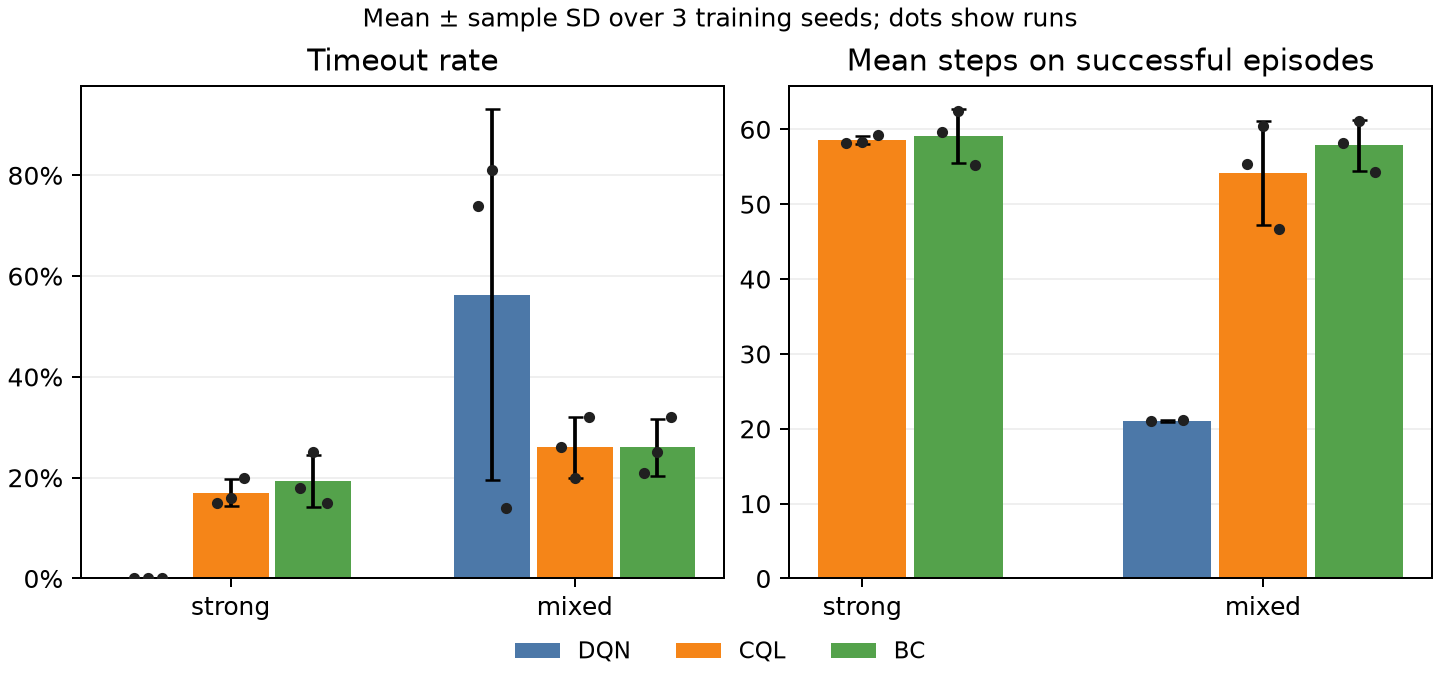 Mean ± sample SD over 3 training seeds; dots show runs
Timeout rate
80%
60%
40%
20%
0%
strong
mixed
Mean steps on successful episodes
60
50
40
30
20
10
0
strong
mixed
DQN
CQL
BC